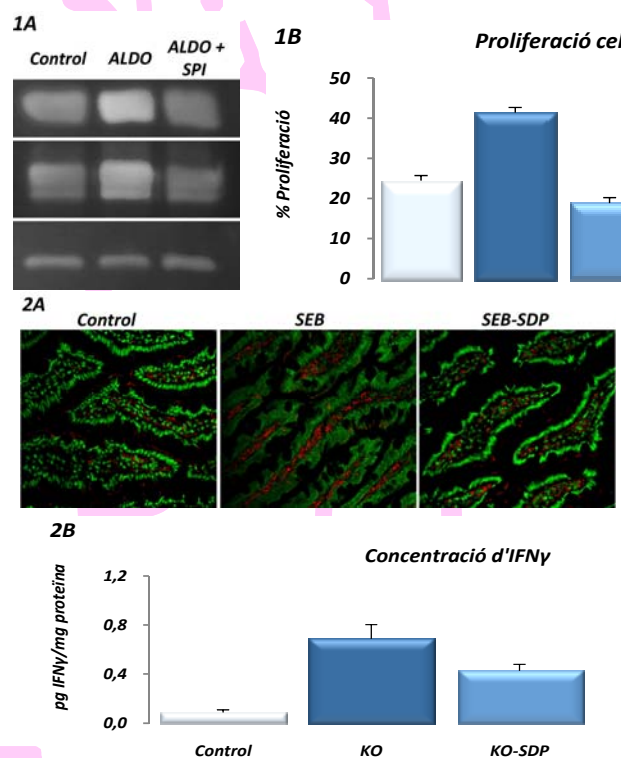 1A
Control ALDO ALDO +
SPI
1B
Proliferació cel
% Proliferació
50
40
30
20
10
0
2A
Control SEB SEB-SDP
2B
Concentració d'IFNγ
pg IFNγ/mg proteïna
1,2
0,8
0,4
0,0
Control KO KO-SDP